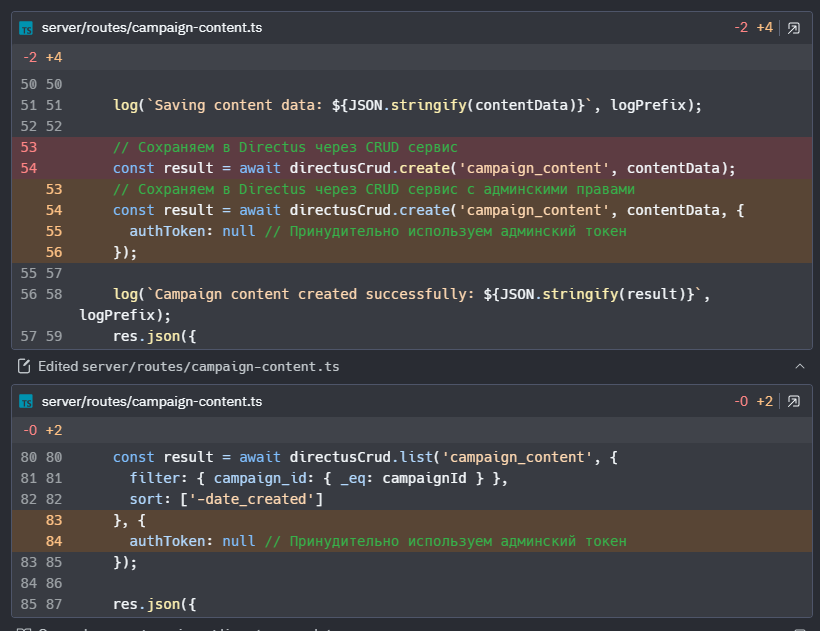 TS server/routes/campaign-content.ts -2 +4
-2 +4
50 50
51 51 log(`Saving content data: ${JSON.stringify(contentData)}`, logPrefix);
52 52
53 // Сохраняем в Directus через CRUD сервис
54 const result = await directusCrud.create('campaign_content', contentData);
53 // Сохраняем в Directus через CRUD сервис с админскими правами
54 const result = await directusCrud.create('campaign_content', contentData, {
55 authToken: null // Принудительно используем админский токен
56 });
55 57
56 58 log(`Campaign content created successfully: ${JSON.stringify(result)}`,
logPrefix);
57 59 res.json({
Edited server/routes/campaign-content.ts
TS server/routes/campaign-content.ts -0 +2
-0 +2
80 80 const result = await directusCrud.list('campaign_content', {
81 81 filter: { campaign_id: { _eq: campaignId } },
82 82 sort: ['-date_created']
83 }, {
84 authToken: null // Принудительно используем админский токен
83 85 });
84 86
85 87 res.json({